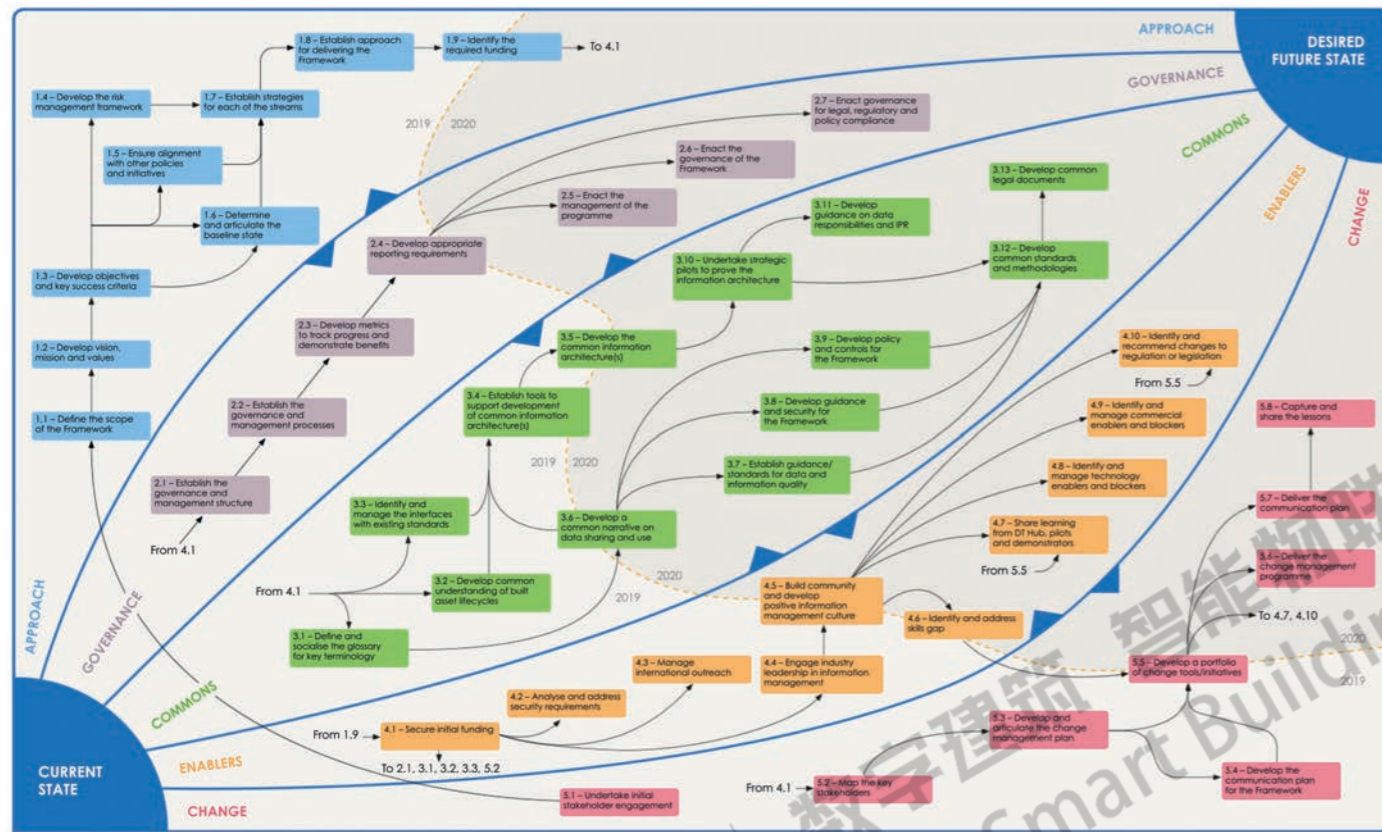 APPROACH
DESIRED
FUTURE STATE
GOVERNANCE
COMMONS
ENABLERS
CHANGE
1.8 – Establish approach
for delivering the
Framework
1.9 – Identify the
required funding
To 4.1
1.4 – Develop the risk
management framework
1.7 – Establish strategies
for each of the streams
2019
2020
1.5 – Ensure alignment
with other policies
and initiatives
1.6 – Determine
and articulate the
baseline state
1.3 – Develop objectives
and key success criteria
1.2 – Develop vision,
mission and values
1.1 – Define the scope
of the Framework
2.7 – Enact governance
for legal, regulatory and
policy compliance
2.6 – Enact the
governance of the
Framework
2.5 – Enact the
management of the
programme
2.4 – Develop appropriate
reporting requirements
2.3 – Develop metrics
to track progress and
demonstrate benefits
2.2 – Establish the
governance and
management processes
2.1 – Establish the
governance and
management structure
From 4.1
3.13 – Develop common
legal documents
3.11 – Develop
guidance on data
responsibilities and IPR
3.12 – Develop
common standards
and methodologies
3.10 – Undertake strategic
pilots to prove the
information architecture
3.5 – Develop the
common information
architecture(s)
3.9 – Develop policy
and controls for
the Framework
3.4 – Establish tools to
support development
of common information
architecture(s)
3.8 – Develop guidance
and security for
the Framework
2019
2020
3.7 – Establish guidance/
standards for data and
information quality
3.3 – Identify and
manage the interfaces
with existing standards
3.6 – Develop a
common narrative on
data sharing and use
From 4.1
3.2 – Develop common
understanding of built
asset lifecycles
3.1 – Define and
socialise the glossary
for key terminology
2020
2019
4.10 – Identify and
recommend changes to
regulation or legislation
From 5.5
4.9 – Identify and
manage commercial
enablers and blockers
4.8 – Identify and
manage technology
enablers and blockers
4.7 – Share learning
from DT Hub, pilots
and demonstrators
From 5.5
4.5 – Build community
and develop
positive information
management culture
4.6 – Identify and address
skills gap
4.3 – Manage
international outreach
4.4 – Engage industry
leadership in information
management
4.2 – Analyse and address
security requirements
From 1.9
4.1 – Secure initial funding
To 2.1, 3.1, 3.2, 3.3, 5.2
5.8 – Capture and
share the lessons
5.7 – Deliver the
communication plan
5.6 – Deliver the
change management
programme
To 4.7, 4.10
2020
2019
5.5 – Develop a portfolio
of change tools/initiatives
5.3 – Develop and
articulate the change
management plan
5.4 – Develop the
communication plan
for the Framework
From 4.1
5.2 – Map the key
stakeholders
5.1 – Undertake initial
stakeholder engagement
APPROACH
GOVERNANCE
COMMONS
ENABLERS
CHANGE
CURRENT
STATE
数字建筑 智能物联
Smart Buildin